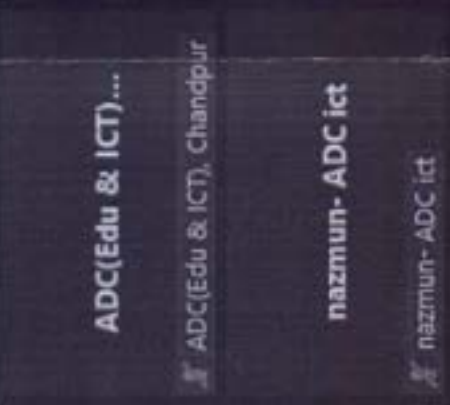 ADC(Edu & ICT)...
ADC(Edu & ICT), Chandpur
nazmun- ADC ict
nazmun- ADC ict